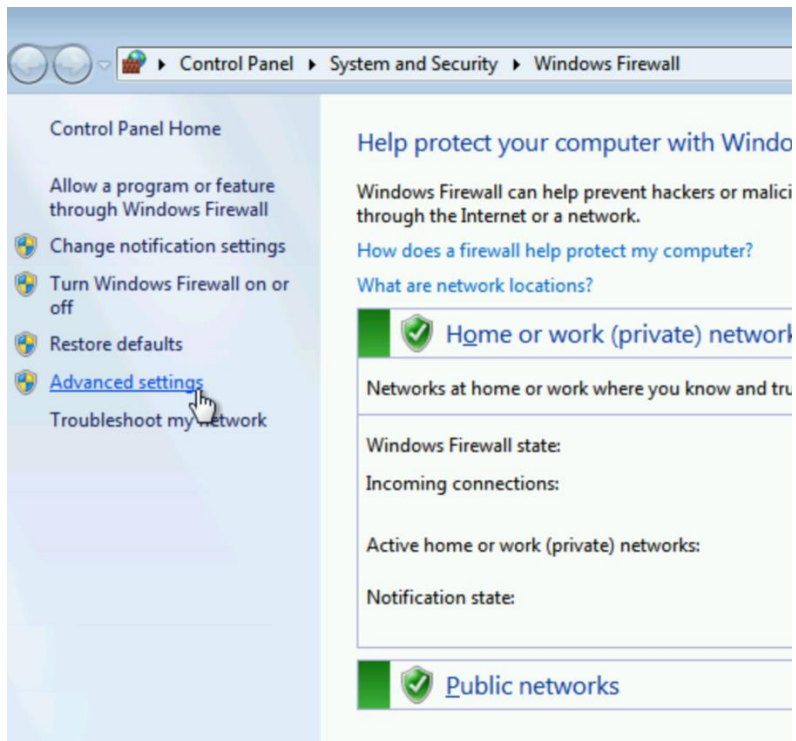 Control Panel ▸ System and Security ▸ Windows Firewall
Control Panel Home
Allow a program or feature
through Windows Firewall
Change notification settings
Turn Windows Firewall on or
off
Restore defaults
Advanced settings
Troubleshoot my network
Help protect your computer with
Windows Firewall can help prevent hackers or
through the Internet or a network.
How does a firewall help protect my computer?
What are network locations?
Home or work (private)
Networks at home or work where you know and
Windows Firewall state:
Incoming connections:
Active home or work (private) networks:
Notification state:
Public networks